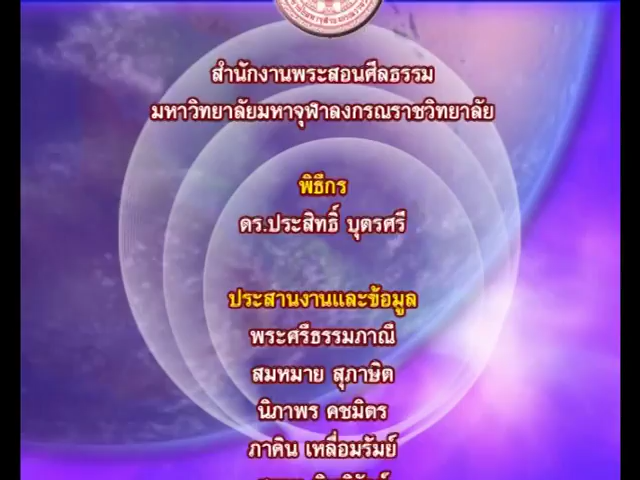 สำนักงานพระสอนศีลธรรม
มหาวิทยาลัยมหาจุฬาลงกรณราชวิทยาลัย
พิธีกร
ดร.ประสิทธิ์ บุตรศรี
ประสานงานและข้อมูล
พระศรีธรรมภาณี
สมหมาย สุภาษิต
นิภาพร คชมิตร
ภาคิน เหลื่อมรัมย์